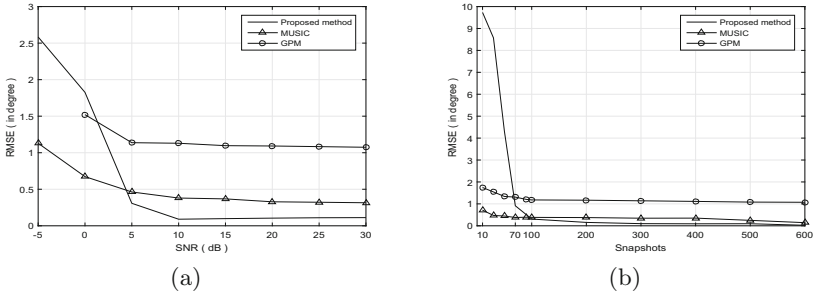 3
2.5
2
1.5
1
0.5
0
RMSE ( in degree )
-5 0 5 10 15 20 25 30
SNR ( dB )
Proposed method
MUSIC
GPM
(a)
10
9
8
7
6
5
4
3
2
1
0
RMSE ( in degree )
10 70 100 200 300 400 500 600
Snapshots
Proposed method
MUSIC
GPM
(b)